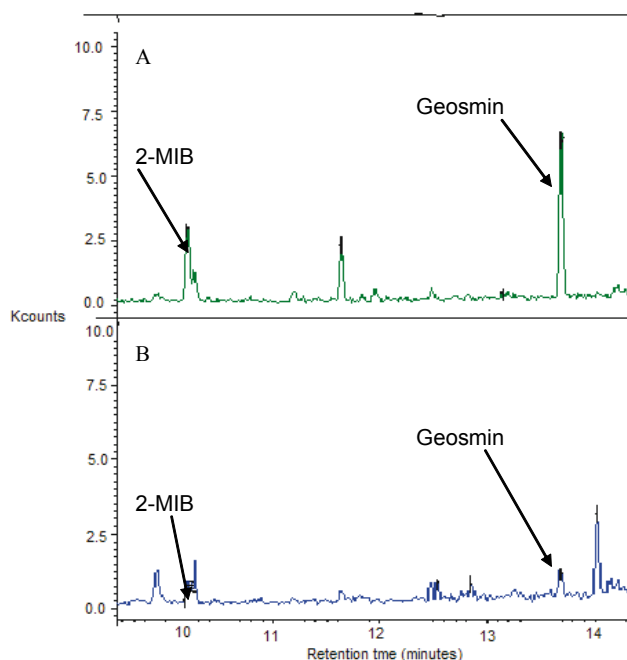 10.0
A
7.5
Geosmin
2-MIB
5.0
2.5
0.0
Kcounts
10.0
B
7.5
Geosmin
5.0
2-MIB
2.5
0.0
10 11 12 13 14
Retention tme (minutes)